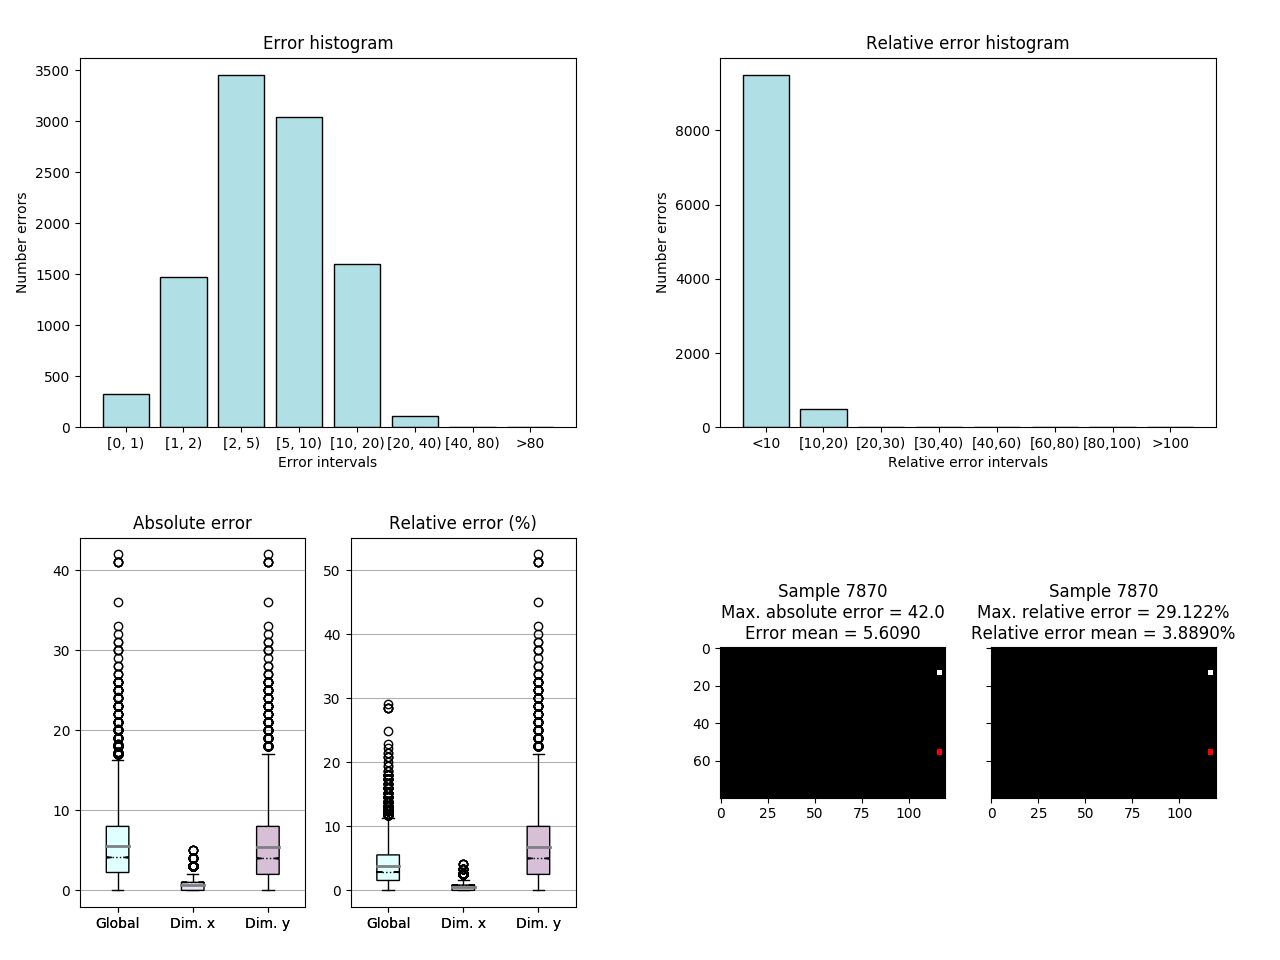 Error histogram
3500
3000
2500
2000
1500
1000
500
0
Number errors
[0, 1) [1, 2) [2, 5) [5, 10) [10, 20) [20, 40) [40, 80) >80
Error intervals
Relative error histogram
8000
6000
4000
2000
0
Number errors
<10 [10,20) [20,30) [30,40) [40,60) [60,80) [80,100) >100
Relative error intervals
Absolute error
40
30
20
10
0
Global Dim. x Dim. y
Relative error (%)
50
40
30
20
10
0
Global Dim. x Dim. y
Sample 7870
Max. absolute error = 42.0
Error mean = 5.6090
0
20
40
60
0 25 50 75 100
Sample 7870
Max. relative error = 29.122%
Relative error mean = 3.8890%
0 25 50 75 100